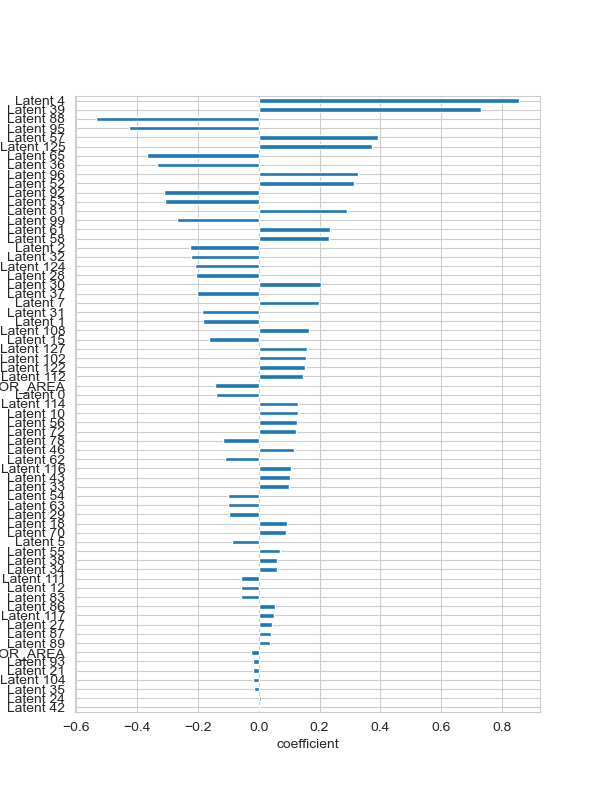 Latent 4
Latent 39
Latent 88
Latent 95
Latent 57
Latent 125
Latent 65
Latent 36
Latent 96
Latent 52
Latent 92
Latent 53
Latent 81
Latent 99
Latent 61
Latent 58
Latent 2
Latent 32
Latent 124
Latent 28
Latent 30
Latent 37
Latent 7
Latent 31
Latent 1
Latent 108
Latent 15
Latent 127
Latent 102
Latent 122
Latent 112
OR_AREA
Latent 0
Latent 114
Latent 10
Latent 56
Latent 72
Latent 78
Latent 46
Latent 62
Latent 116
Latent 43
Latent 33
Latent 54
Latent 63
Latent 29
Latent 18
Latent 70
Latent 5
Latent 55
Latent 38
Latent 34
Latent 111
Latent 12
Latent 83
Latent 86
Latent 117
Latent 27
Latent 87
Latent 89
OR_AREA
Latent 93
Latent 21
Latent 104
Latent 35
Latent 24
Latent 42
−0.6 −0.4 −0.2 0.0 0.2 0.4 0.6 0.8
coefficient